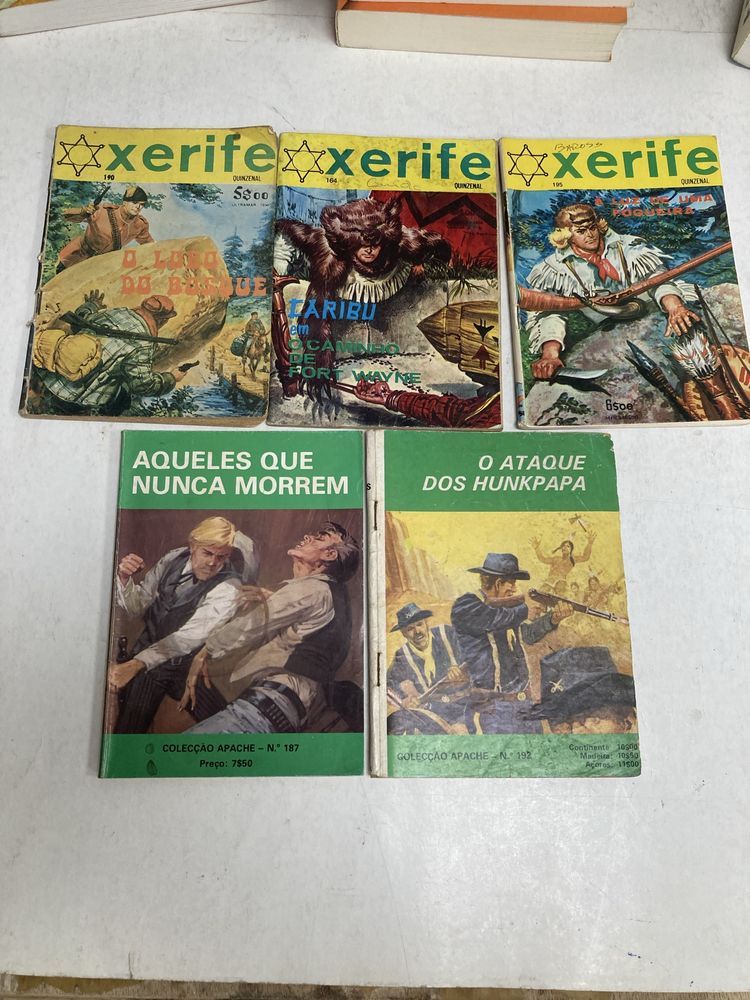 xerife
190
QUINZENAL
5$00
O LOBO
DO BOSQUE
xerife
164
QUINZENAL
CARIBU
em
O CAMINHO
DE
FORT WAYNE
xerife
195
QUINZENAL
À LUZ DE UMA
FOGUEIRA
6$00
AQUELES QUE
NUNCA MORREM
COLECÇÃO APACHE – N.º 187
Preço: 7$50
O ATAQUE
DOS HUNKPAPA
COLECÇÃO APACHE – N.º 192
Continente 10$00
Madeira: 10$50
Açores: 11$00